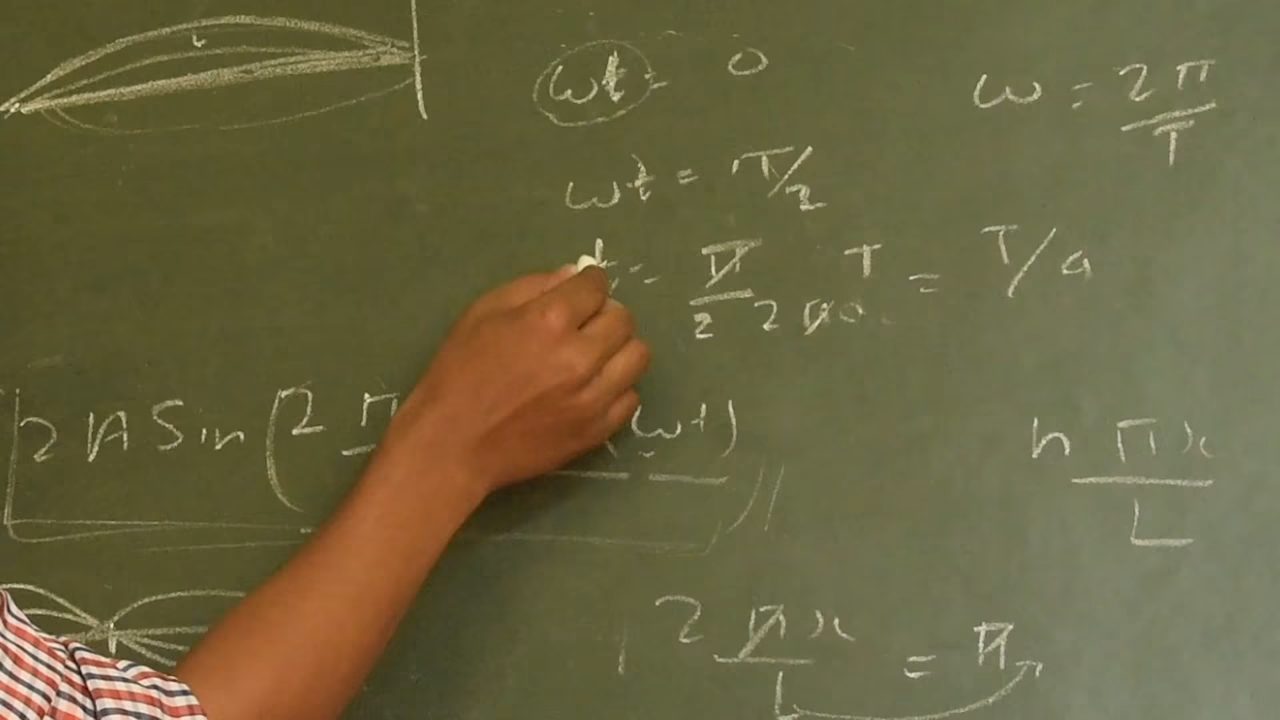 L
ωt = 0
ω = 2π/T
ωt = π/2
t = π/2 T/2π = T/4
2A Sin(2π ωt)
nπx/L
2πx/L = π